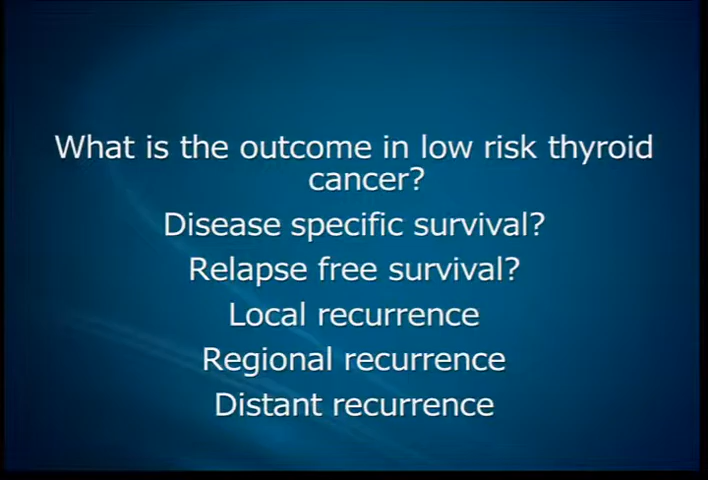 What is the outcome in low risk thyroid
cancer?
Disease specific survival?
Relapse free survival?
Local recurrence
Regional recurrence
Distant recurrence